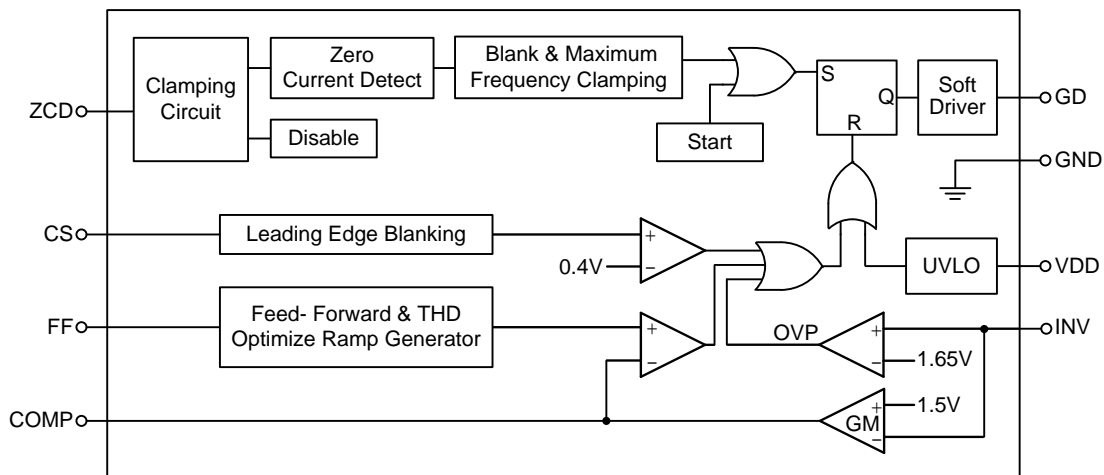 ZCD
Clamping
Circuit
Zero
Current Detect
Disable
Blank & Maximum
Frequency Clamping
Start
S
Q
R
Soft
Driver
GD
GND
CS
Leading Edge Blanking
+
−
0.4V
UVLO
VDD
FF
Feed- Forward & THD
Optimize Ramp Generator
+
−
OVP
+
−
1.65V
INV
COMP
GM
+
−
1.5V